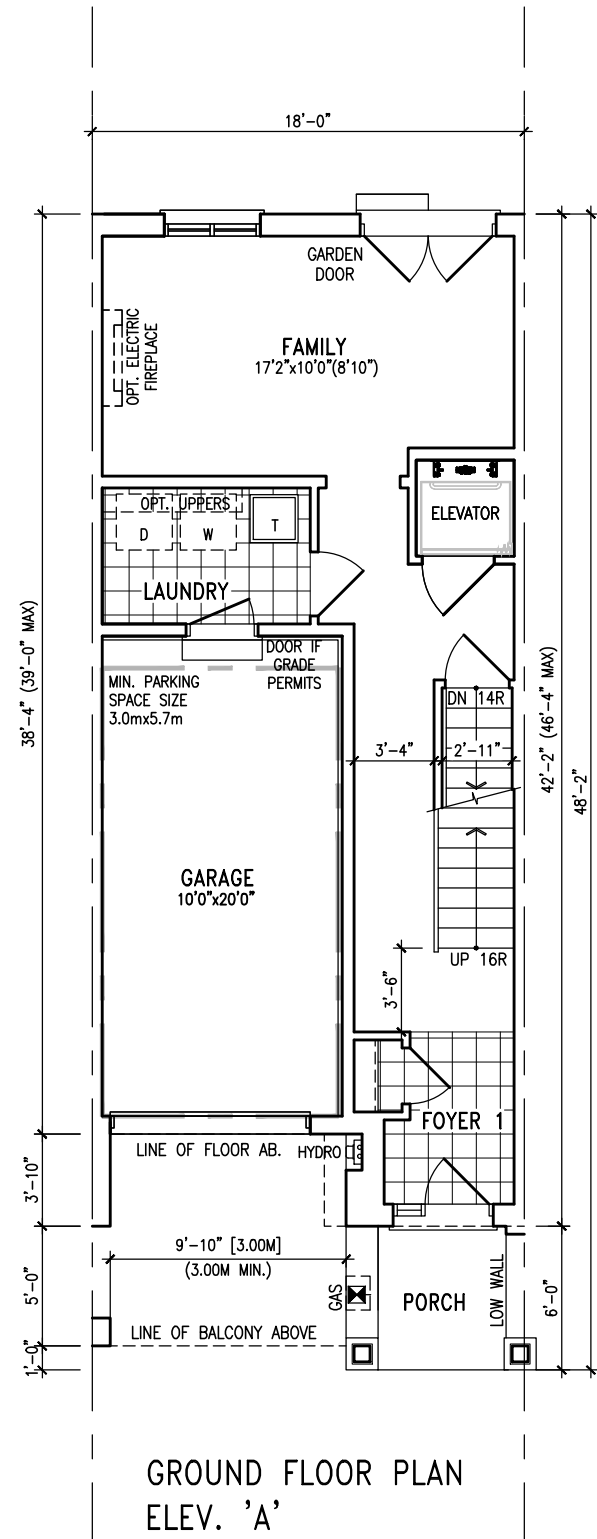 18'-0"
GARDEN
DOOR
OPT. ELECTRIC
FIREPLACE
FAMILY
17'2"x10'0"(8'10")
ELEVATOR
OPT. UPPERS
D
W
T
LAUNDRY
38'-4" (39'-0" MAX)
DOOR IF
GRADE
PERMITS
MIN. PARKING
SPACE SIZE
3.0mx5.7m
DN 14R
42'-2" (46'-4" MAX)
48'-2"
3'-4"
2'-11"
GARAGE
10'0"x20'0"
UP 16R
3'-6"
FOYER 1
LINE OF FLOOR AB.
HYDRO
3'-10"
9'-10" [3.00M]
(3.00M MIN.)
5'-0"
GAS
PORCH
LOW WALL
6'-0"
LINE OF BALCONY ABOVE
1'-0"
GROUND FLOOR PLAN
ELEV. 'A'